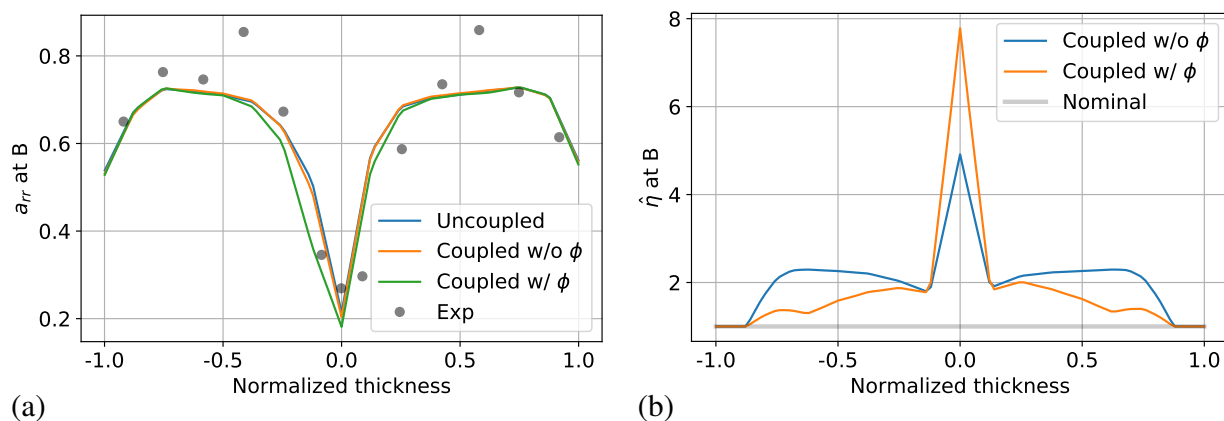 0.8
0.6
0.4
0.2
-1.0 -0.5 0.0 0.5 1.0
a_rr at B
Normalized thickness
Uncoupled
Coupled w/o ϕ
Coupled w/ ϕ
Exp
(a)
8
6
4
2
-1.0 -0.5 0.0 0.5 1.0
η̂ at B
Normalized thickness
Coupled w/o ϕ
Coupled w/ ϕ
Nominal
(b)